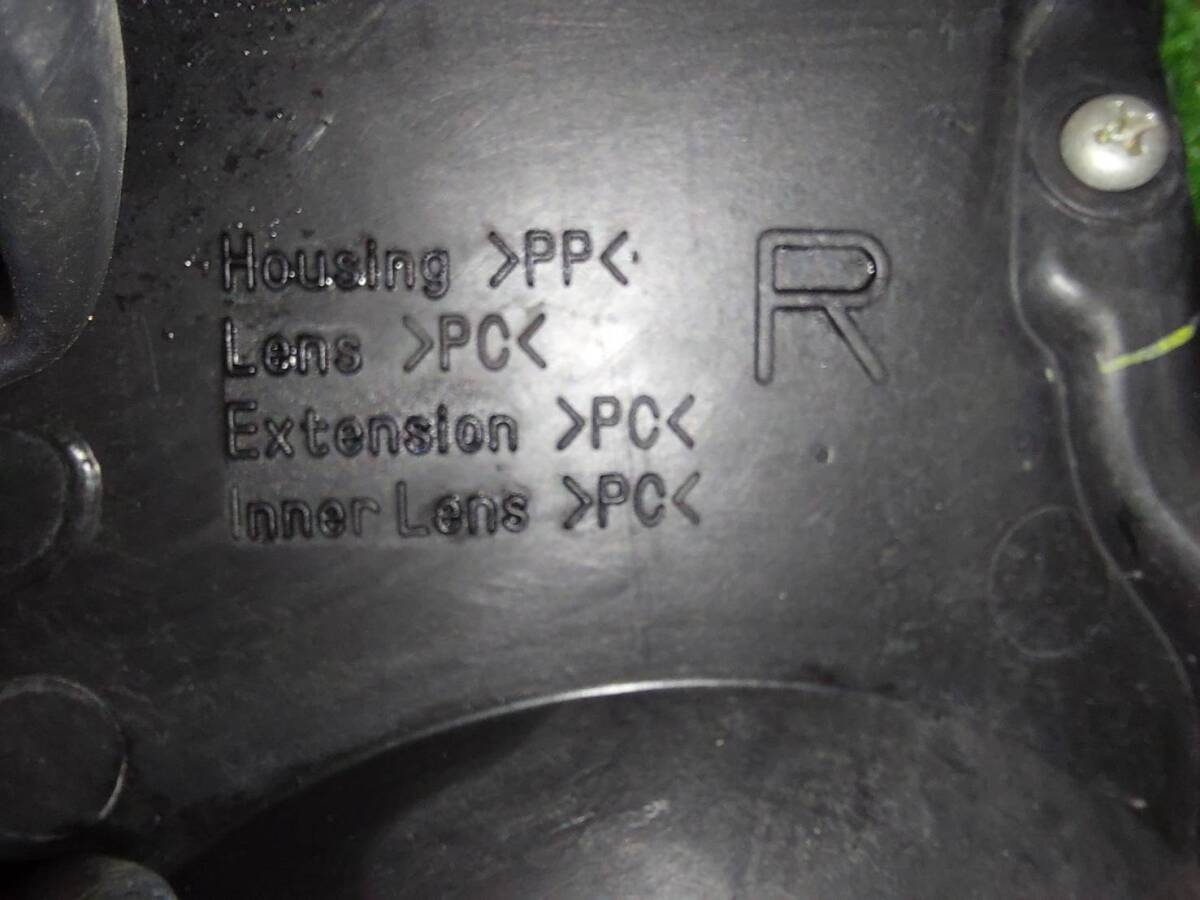 Housing >PP<
R
Lens >PC<
Extension >PC<
Inner Lens >PC<